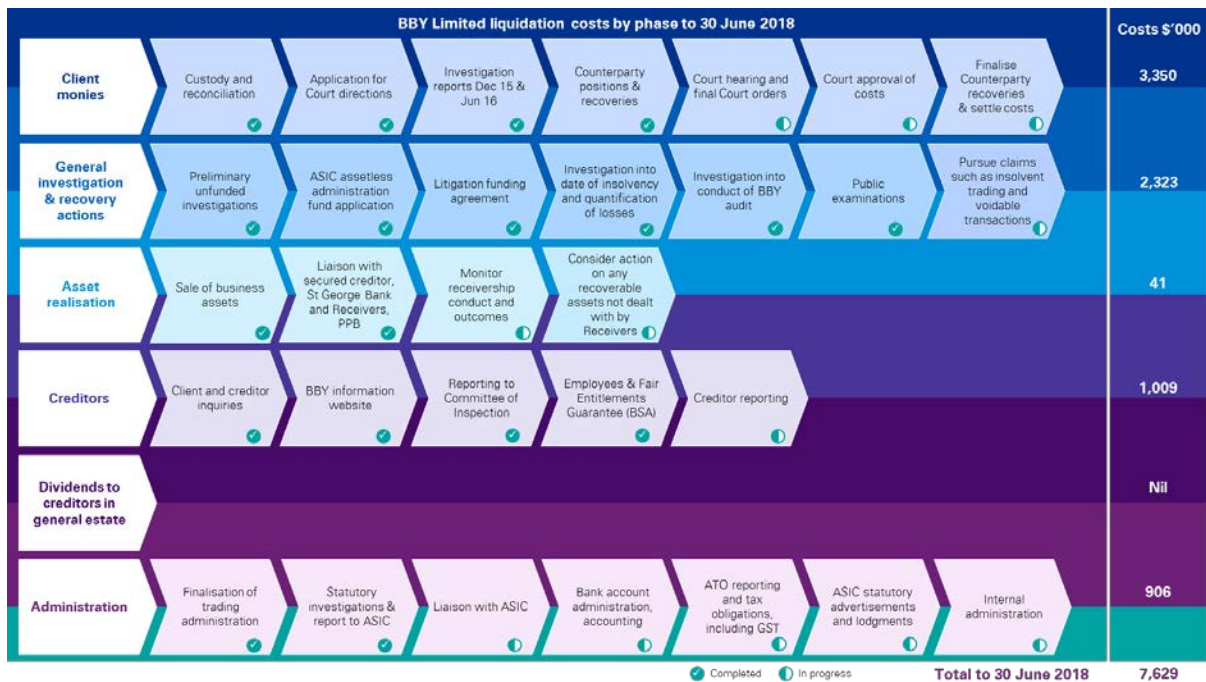 BBY Limited liquidation costs by phase to 30 June 2018
Costs $'000
Client
monies
Custody and
reconciliation
Application for
Court directions
Investigation
reports Dec 15 &
Jun 16
Counterparty
positions &
recoveries
Court hearing and
final Court orders
Court approval of
costs
Finalise
Counterparty
recoveries
& settle costs
3,350
General
investigation
& recovery
actions
Preliminary
unfunded
investigations
ASIC assetless
administration
fund application
Litigation funding
agreement
Investigation into
date of insolvency
and quantification
of losses
Investigation into
conduct of BBY
audit
Public
examinations
Pursue claims
such as insolvent
trading and
voidable
transactions
2,323
Asset
realisation
Sale of business
assets
Liaison with
secured creditor,
St George Bank
and Receivers,
PPB
Monitor
receivership
conduct and
outcomes
Consider action
on any
recoverable
assets not dealt
with by
Receivers
41
Creditors
Client and creditor
inquiries
BBY information
website
Reporting to
Committee of
Inspection
Employees & Fair
Entitlements
Guarantee (BSA)
Creditor reporting
1,009
Dividends to
creditors in
general estate
Nil
Administration
Finalisation of
trading
administration
Statutory
investigations &
report to ASIC
Liaison with ASIC
Bank account
administration,
accounting
ATO reporting
and tax
obligations,
including GST
ASIC statutory
advertisements
and lodgments
Internal
administration
906
Completed
In progress
Total to 30 June 2018
7,629